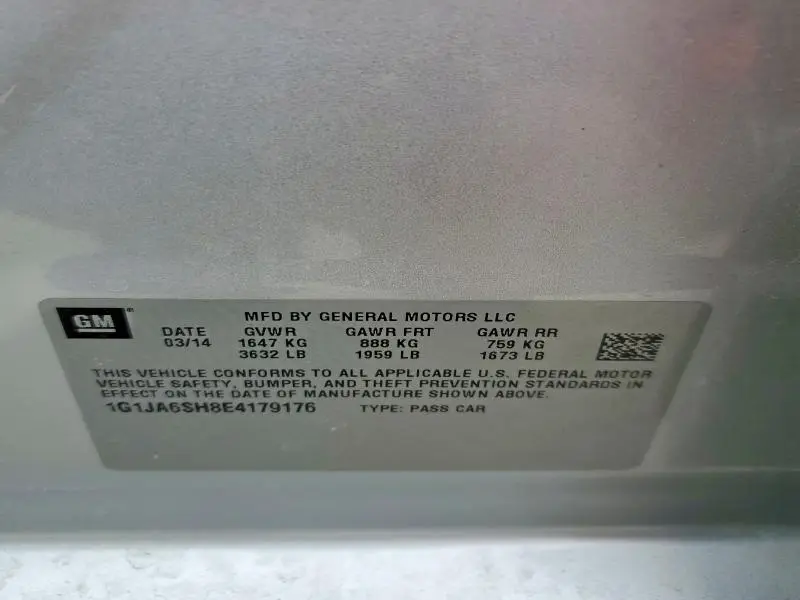 GM
MFD BY GENERAL MOTORS LLC
DATE GVWR GAWR FRT GAWR RR
03/14 1647 KG 888 KG 759 KG
3632 LB 1959 LB 1673 LB
THIS VEHICLE CONFORMS TO ALL APPLICABLE U.S. FEDERAL MOTOR
VEHICLE SAFETY, BUMPER, AND THEFT PREVENTION STANDARDS IN
EFFECT ON THE DATE OF MANUFACTURE SHOWN ABOVE.
1G1JA6SH8E4179176 TYPE: PASS CAR